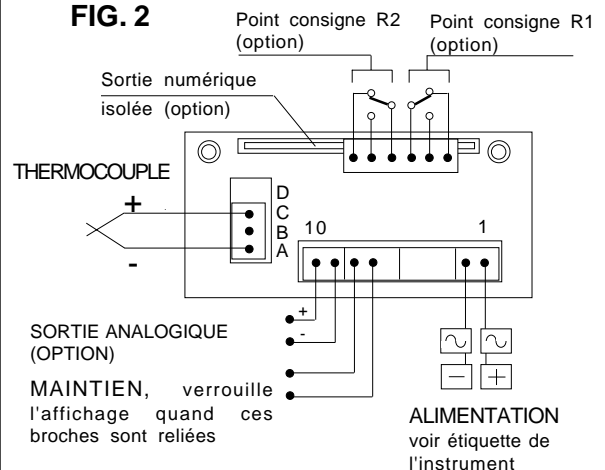 FIG. 2
Point consigne R2
(option)
Point consigne R1
(option)
Sortie numérique
isolée (option)
THERMOCOUPLE
+
-
D
C
B
A
10
1
+
-
SORTIE ANALOGIQUE
(OPTION)
MAINTIEN, verrouille
l'affichage quand ces
broches sont reliées
ALIMENTATION
voir étiquette de
l'instrument